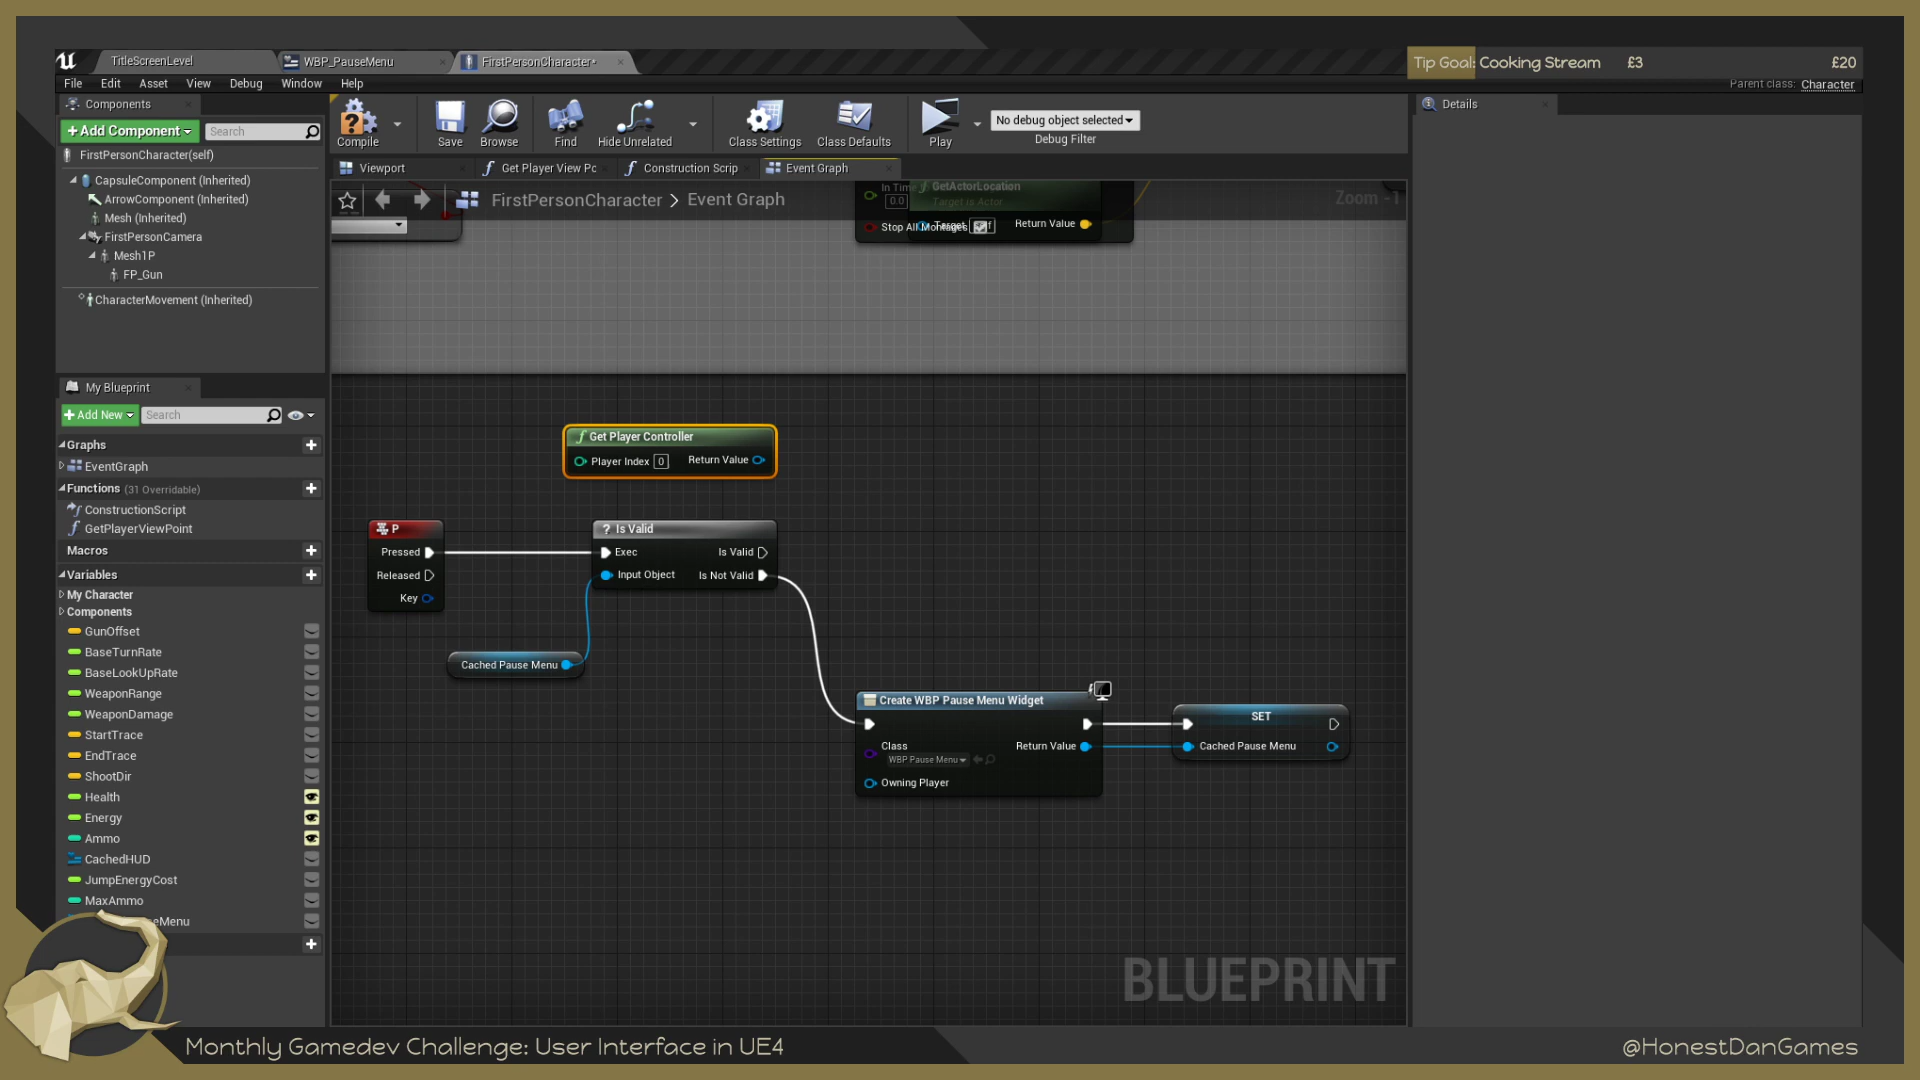 TitleScreenLevel
WBP_PauseMenu
FirstPersonCharacter*
Tip Goal: Cooking Stream £3 £20
File Edit Asset View Debug Window Help
Parent class: Character
Components
Details
+Add Component
Search
Compile
Save
Browse
Find
Hide Unrelated
Class Settings
Class Defaults
Play
No debug object selected
Debug Filter
FirstPersonCharacter(self)
CapsuleComponent (Inherited)
ArrowComponent (Inherited)
Mesh (Inherited)
FirstPersonCamera
Mesh1P
FP_Gun
CharacterMovement (Inherited)
Viewport
Get Player View Pc
Construction Scrip
Event Graph
FirstPersonCharacter > Event Graph
Zoom -1
In Time
0.0
GetActorLocation
Target is Actor
Stop All Montages
Target
Return Value
My Blueprint
+Add New
Search
Graphs
EventGraph
Functions (31 Overridable)
ConstructionScript
GetPlayerViewPoint
Macros
Variables
My Character
Components
GunOffset
BaseTurnRate
BaseLookUpRate
WeaponRange
WeaponDamage
StartTrace
EndTrace
ShootDir
Health
Energy
Ammo
CachedHUD
JumpEnergyCost
MaxAmmo
eMenu
Get Player Controller
Player Index 0 Return Value
P
Pressed
Released
Key
? Is Valid
Exec Is Valid
Input Object Is Not Valid
Cached Pause Menu
Create WBP Pause Menu Widget
Class
WBP Pause Menu
Return Value
Owning Player
SET
Cached Pause Menu
BLUEPRINT
Monthly Gamedev Challenge: User Interface in UE4
@HonestDanGames